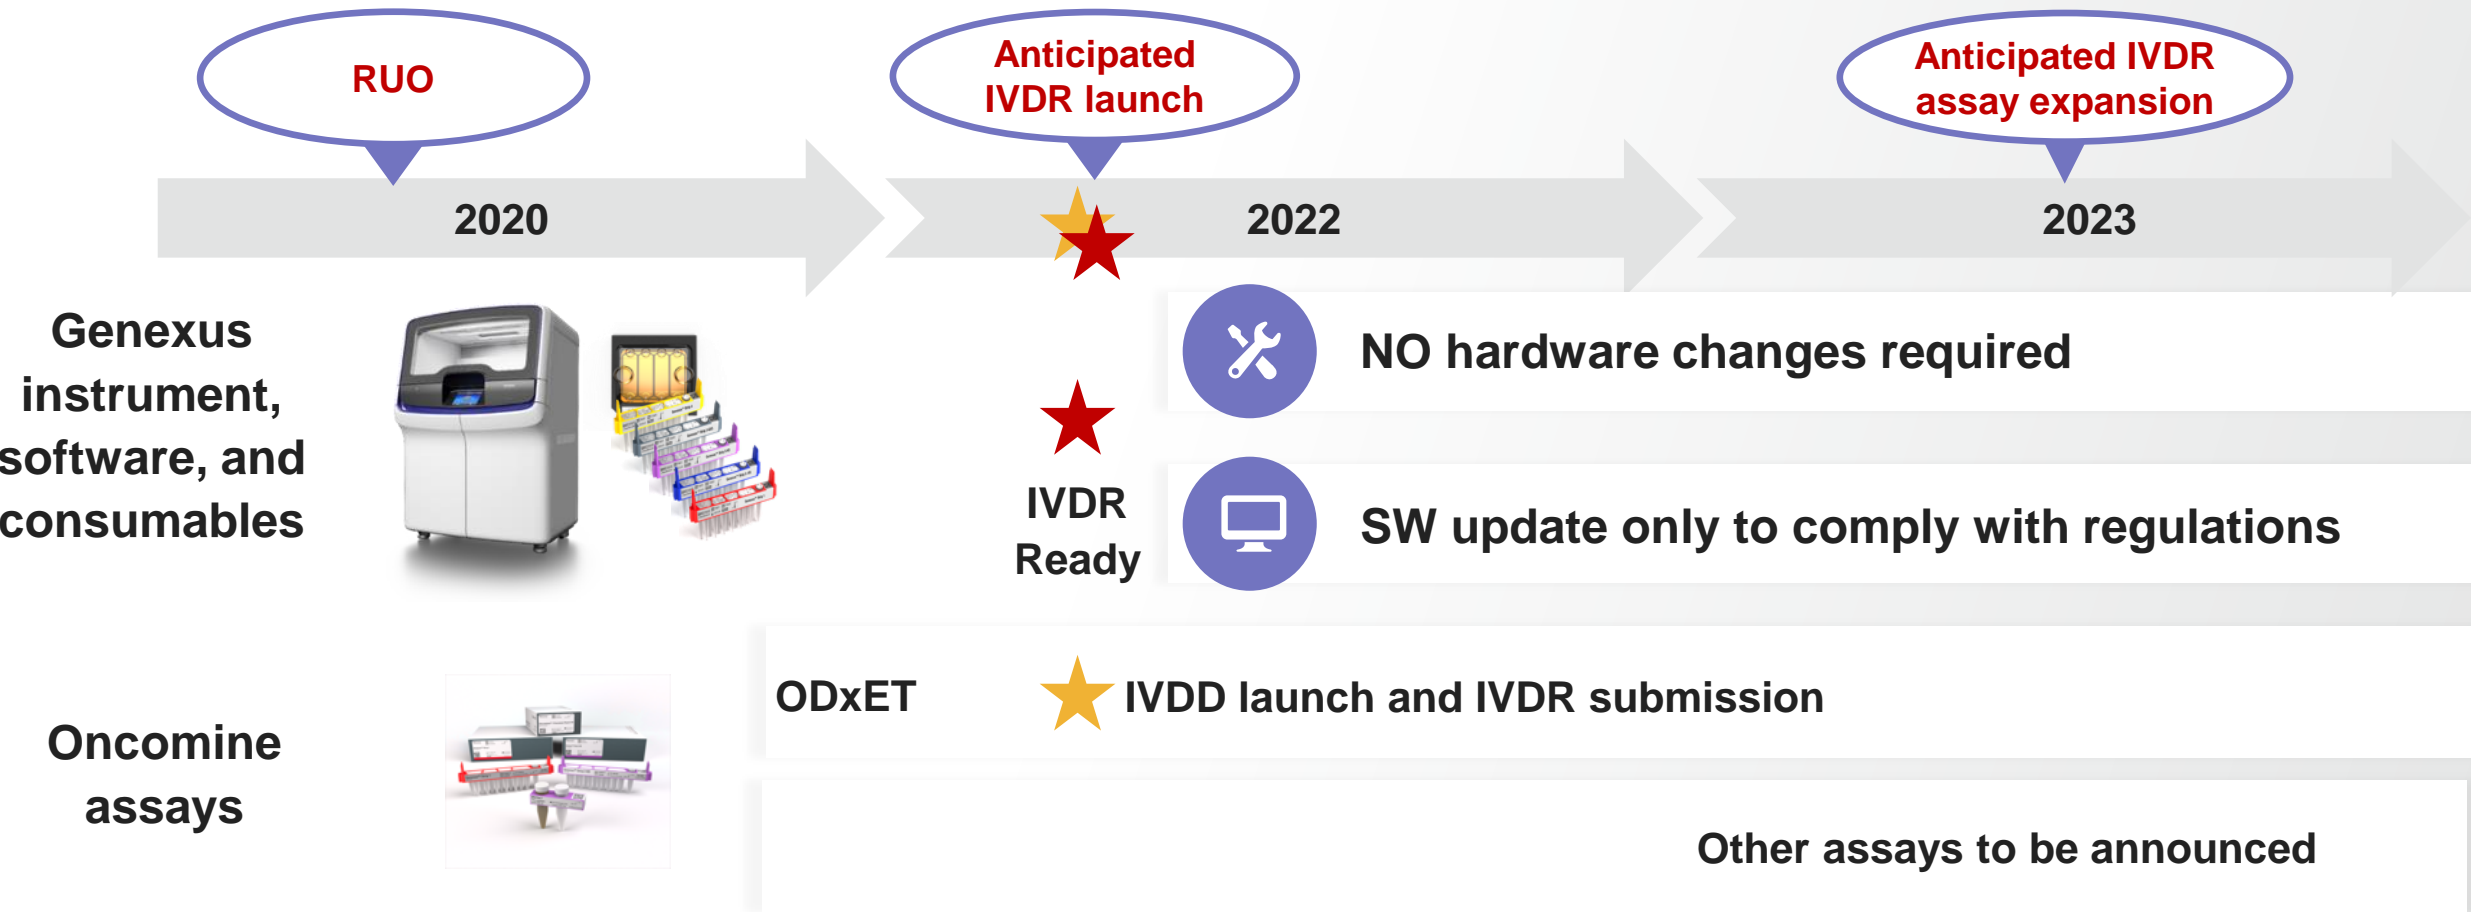 RUO
Anticipated
IVDR launch
Anticipated IVDR
assay expansion
2020
2022
2023
Genexus
instrument,
software, and
consumables
NO hardware changes required
IVDR
Ready
SW update only to comply with regulations
ODxET
IVDD launch and IVDR submission
Oncomine
assays
Other assays to be announced